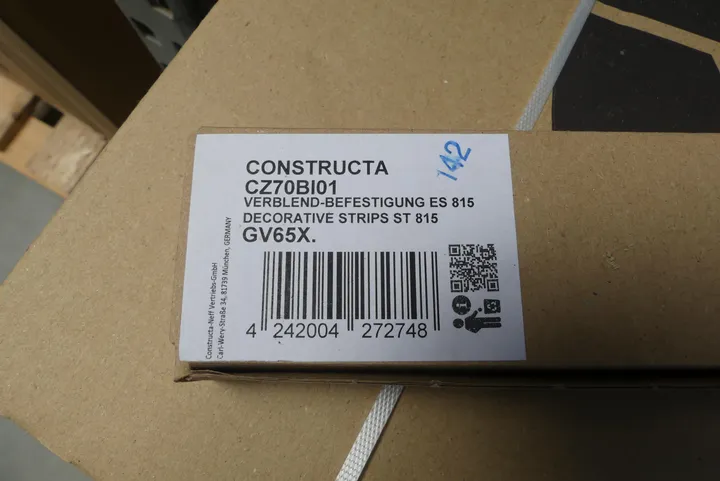 CONSTRUCTA
CZ70BI01
VERBLEND-BEFESTIGUNG ES 815
DECORATIVE STRIPS ST 815
GV65X.
142
4 242004 272748
Constructa-Neff Vertriebs-GmbH
Carl-Wery-Straße 34, 81739 München, GERMANY